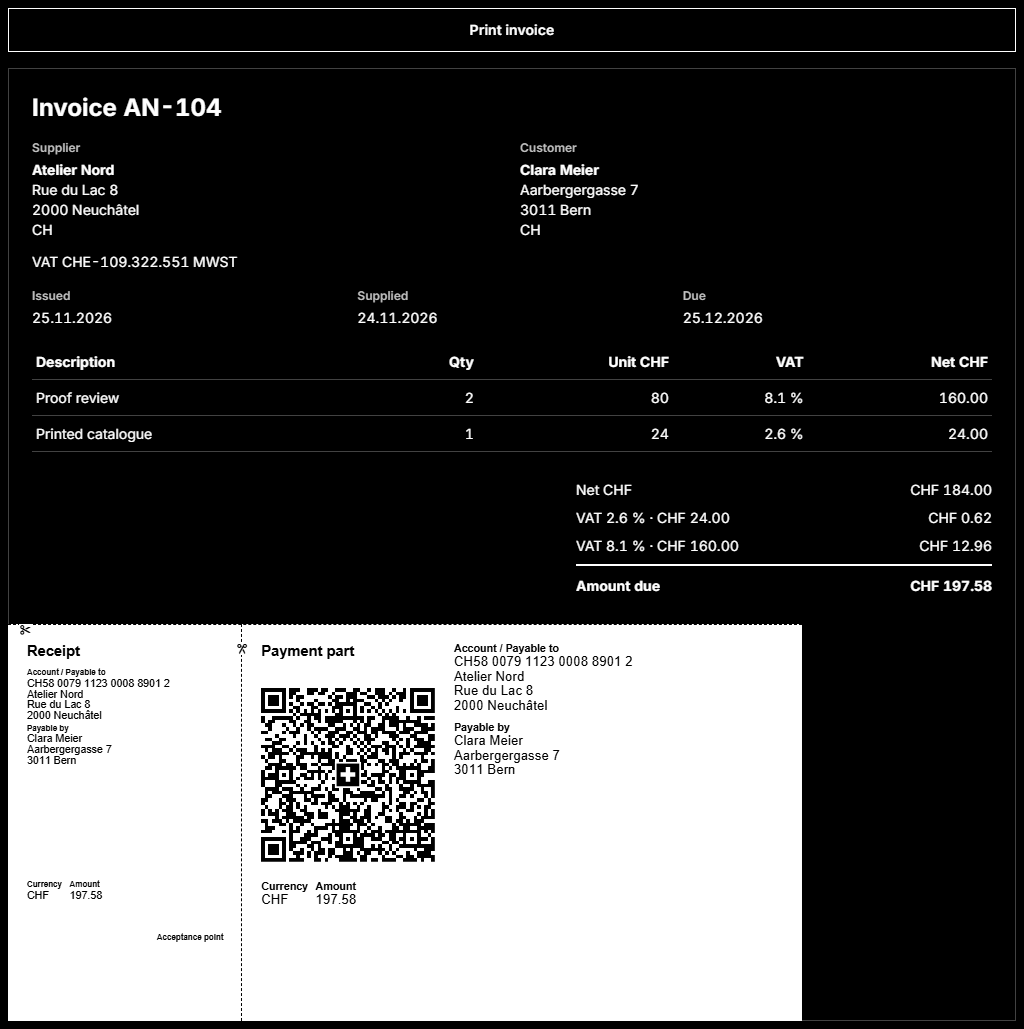 Print invoice
Invoice AN-104
Supplier
Atelier Nord
Rue du Lac 8
2000 Neuchâtel
CH
VAT CHE-109.322.551 MWST
Customer
Clara Meier
Aarbergergasse 7
3011 Bern
CH
Issued
25.11.2026
Supplied
24.11.2026
Due
25.12.2026
Description Qty Unit CHF VAT Net CHF
Proof review 2 80 8.1 % 160.00
Printed catalogue 1 24 2.6 % 24.00
Net CHF CHF 184.00
VAT 2.6 % · CHF 24.00 CHF 0.62
VAT 8.1 % · CHF 160.00 CHF 12.96
Amount due CHF 197.58
Receipt
Account / Payable to
CH58 0079 1123 0008 8901 2
Atelier Nord
Rue du Lac 8
2000 Neuchâtel
Payable by
Clara Meier
Aarbergergasse 7
3011 Bern
Currency Amount
CHF 197.58
Acceptance point
Payment part
Currency Amount
CHF 197.58
Account / Payable to
CH58 0079 1123 0008 8901 2
Atelier Nord
Rue du Lac 8
2000 Neuchâtel
Payable by
Clara Meier
Aarbergergasse 7
3011 Bern